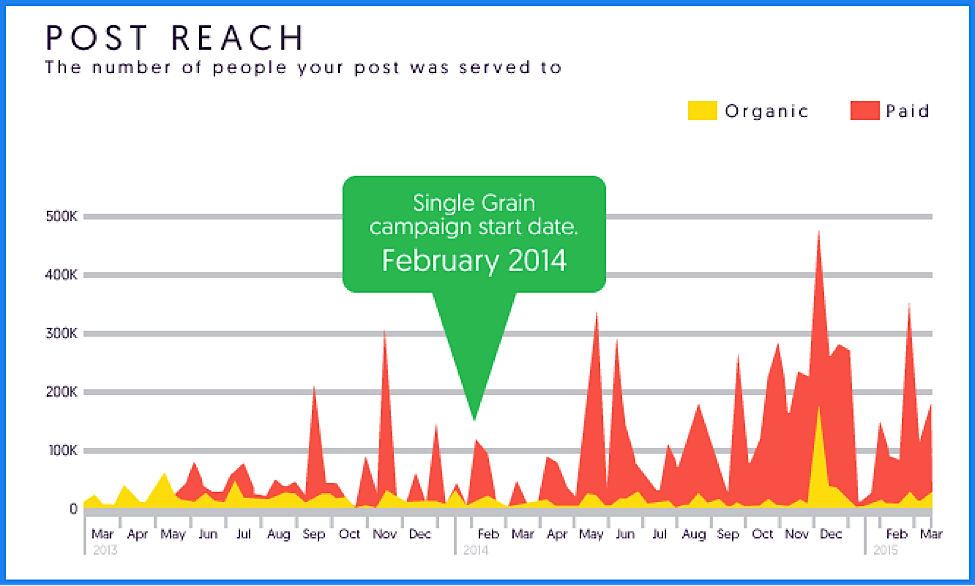 POST REACH
The number of people your post was served to
Organic Paid
Single Grain
campaign start date.
February 2014
500K
400K
300K
200K
100K
0
Mar Apr May Jun Jul Aug Sep Oct Nov Dec Feb Mar Apr May Jun Jul Aug Sep Oct Nov Dec Feb Mar
2013 2014 2015